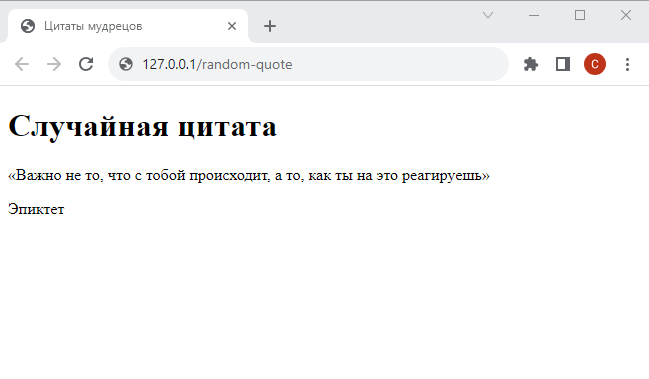 Цитаты мудрецов
127.0.0.1/random-quote
С
Случайная цитата
«Важно не то, что с тобой происходит, а то, как ты на это реагируешь»
Эпиктет